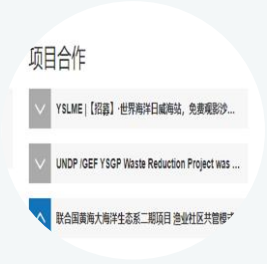 项目合作
YSLME |【招募】·世界海洋日威海站，免费观影沙...
UNDP /GEF YSGP Waste Reduction Project was ...
联合国黄海大海洋生态系二期项目 渔业社区共管模式